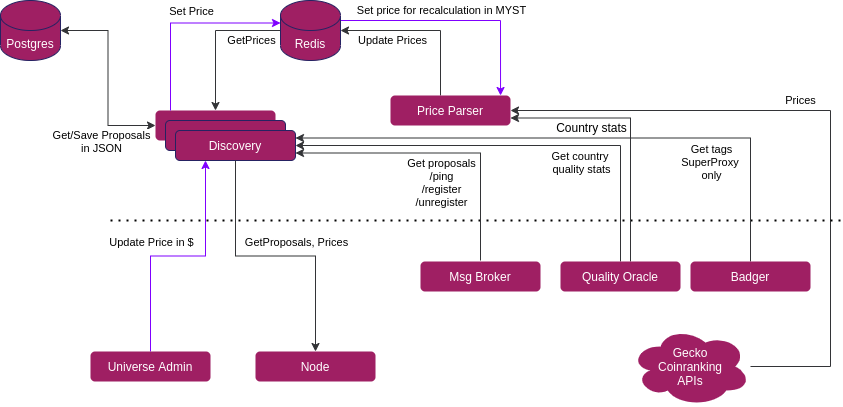 Set Price
Set price for recalculation in MYST
Postgres
Redis
GetPrices
Update Prices
Prices
Price Parser
Get/Save Proposals
in JSON
Discovery
Country stats
Get proposals
/ping
/register
/unregister
Get country
quality stats
Get tags
SuperProxy
only
Update Price in $
GetProposals, Prices
Msg Broker
Quality Oracle
Badger
Universe Admin
Node
Gecko
Coinranking
APIs